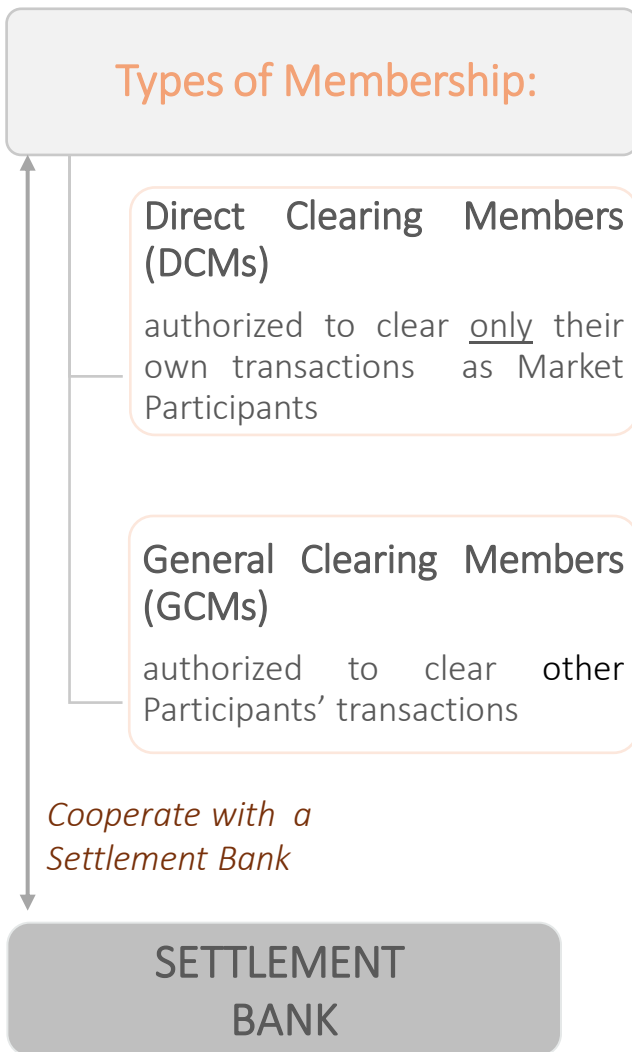 Types of Membership:
Direct Clearing Members
(DCMs)
authorized to clear only their
own transactions as Market
Participants
General Clearing Members
(GCMs)
authorized to clear other
Participants' transactions
Cooperate with a
Settlement Bank
SETTLEMENT
BANK